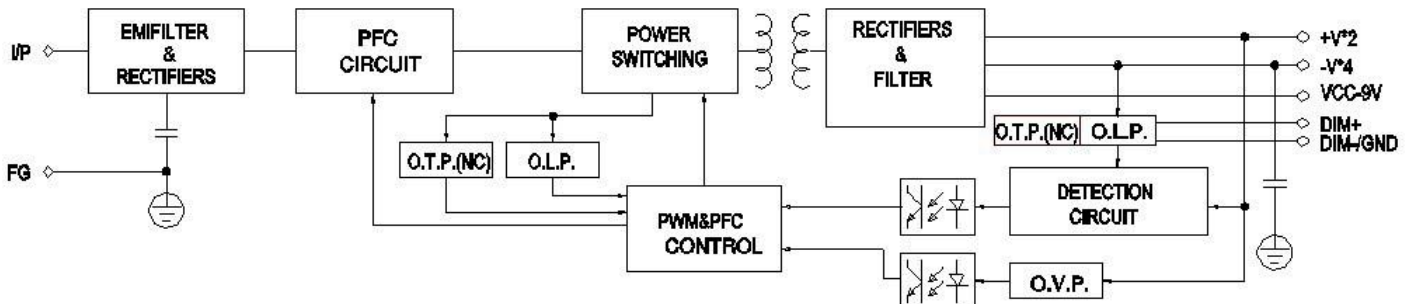 I/P
EMIFILTER
&
RECTIFIERS
PFC
CIRCUIT
POWER
SWITCHING
RECTIFIERS
&
FILTER
+V*2
-V*4
VCC-9V
DIM+
DIM-/GND
O.T.P.(NC)
O.L.P.
O.T.P.(NC)
O.L.P.
FG
PWM&PFC
CONTROL
DETECTION
CIRCUIT
O.V.P.